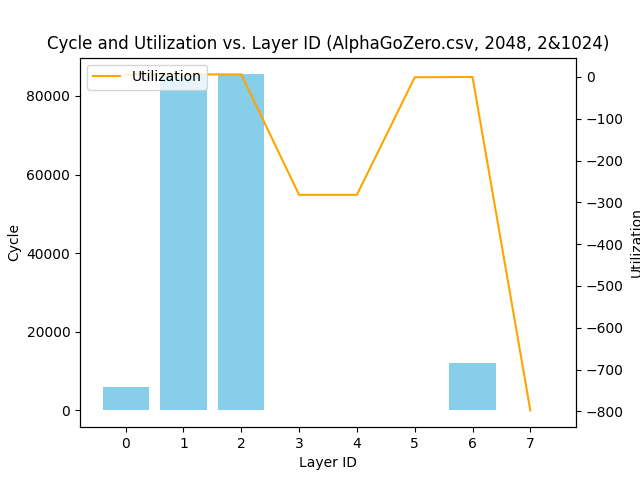 Cycle and Utilization vs. Layer ID (AlphaGoZero.csv, 2048, 2&1024)
Utilization
80000
60000
40000
20000
0
Cycle
0
−100
−200
−300
−400
−500
−600
−700
−800
Utilization
0 1 2 3 4 5 6 7
Layer ID